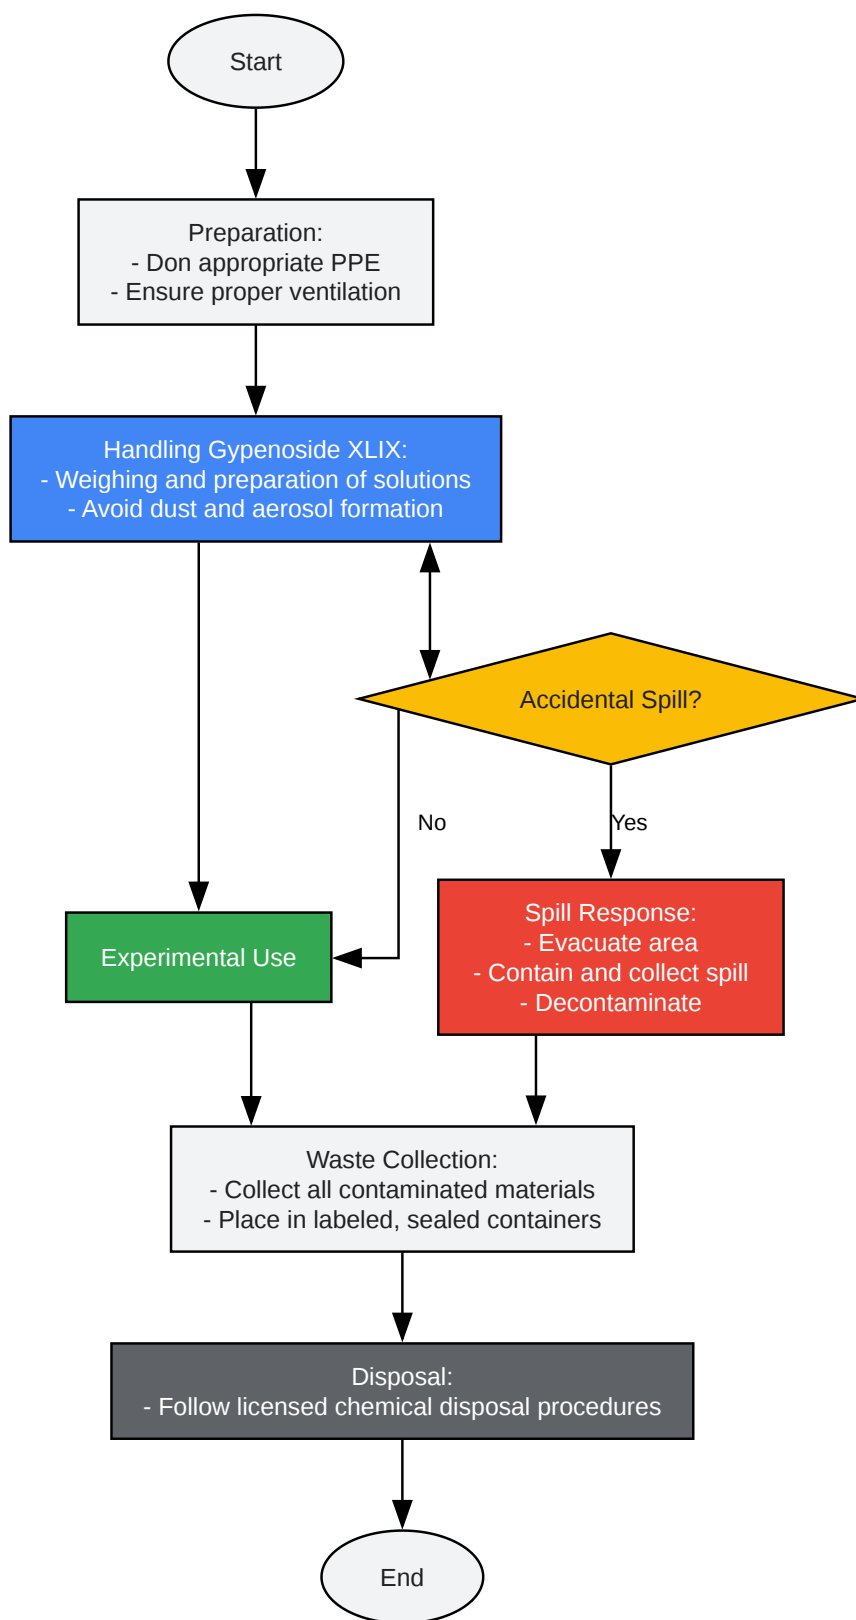 Start
Preparation:
- Don appropriate PPE
- Ensure proper ventilation
Handling Gypenoside XLIX:
- Weighing and preparation of solutions
- Avoid dust and aerosol formation
Accidental Spill?
No
Yes
Experimental Use
Spill Response:
- Evacuate area
- Contain and collect spill
- Decontaminate
Waste Collection:
- Collect all contaminated materials
- Place in labeled, sealed containers
Disposal:
- Follow licensed chemical disposal procedures
End